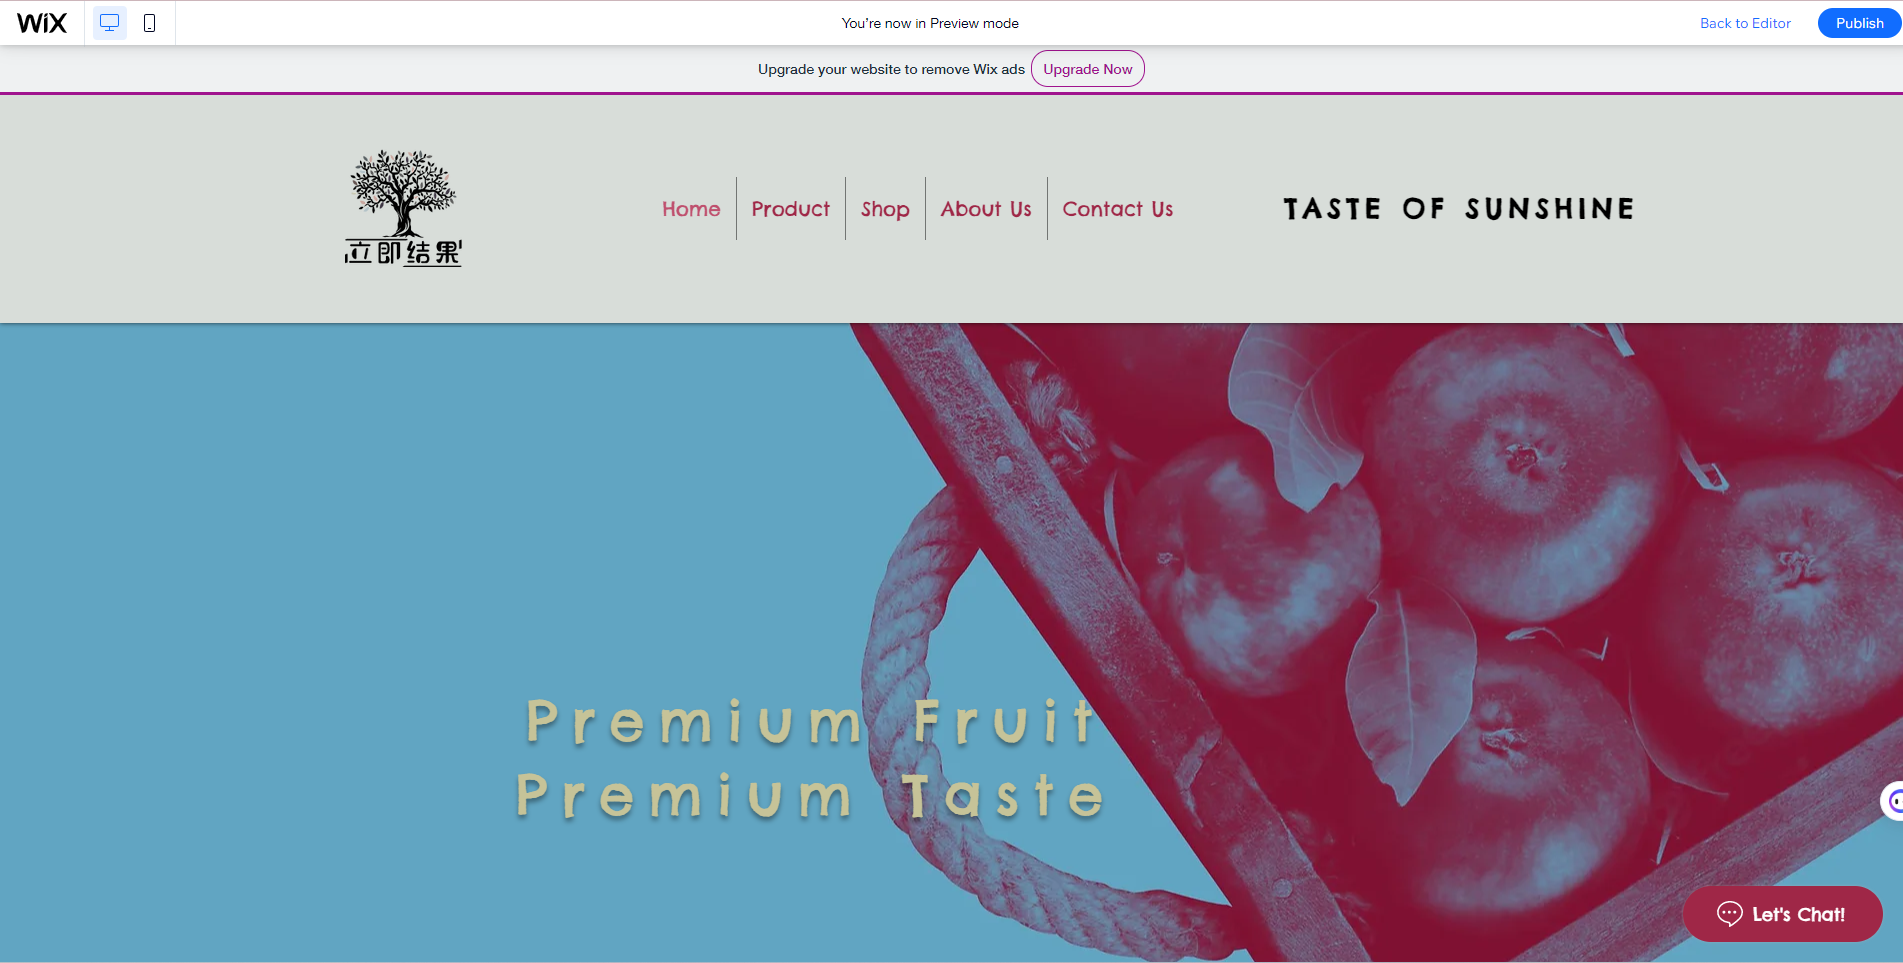 WiX
You're now in Preview mode
Back to Editor
Publish
Upgrade your website to remove Wix ads
Upgrade Now
立即结果
Home
Product
Shop
About Us
Contact Us
TASTE OF SUNSHINE
Premium Fruit
Premium Taste
Let's Chat!